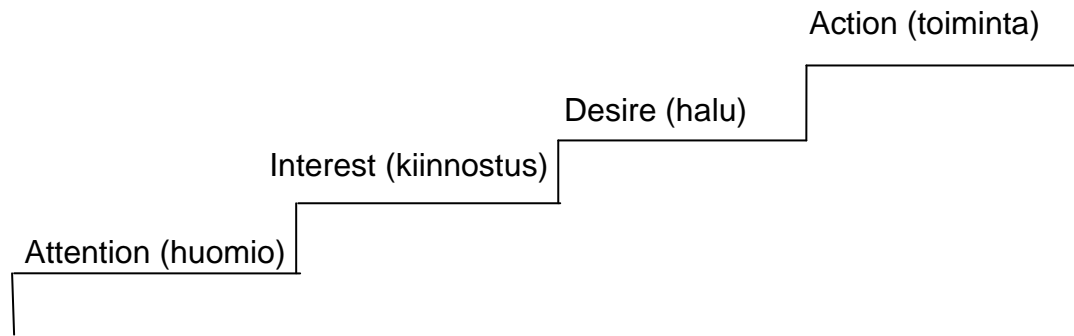 Action (toiminta)
Desire (halu)
Interest (kiinnostus)
Attention (huomio)